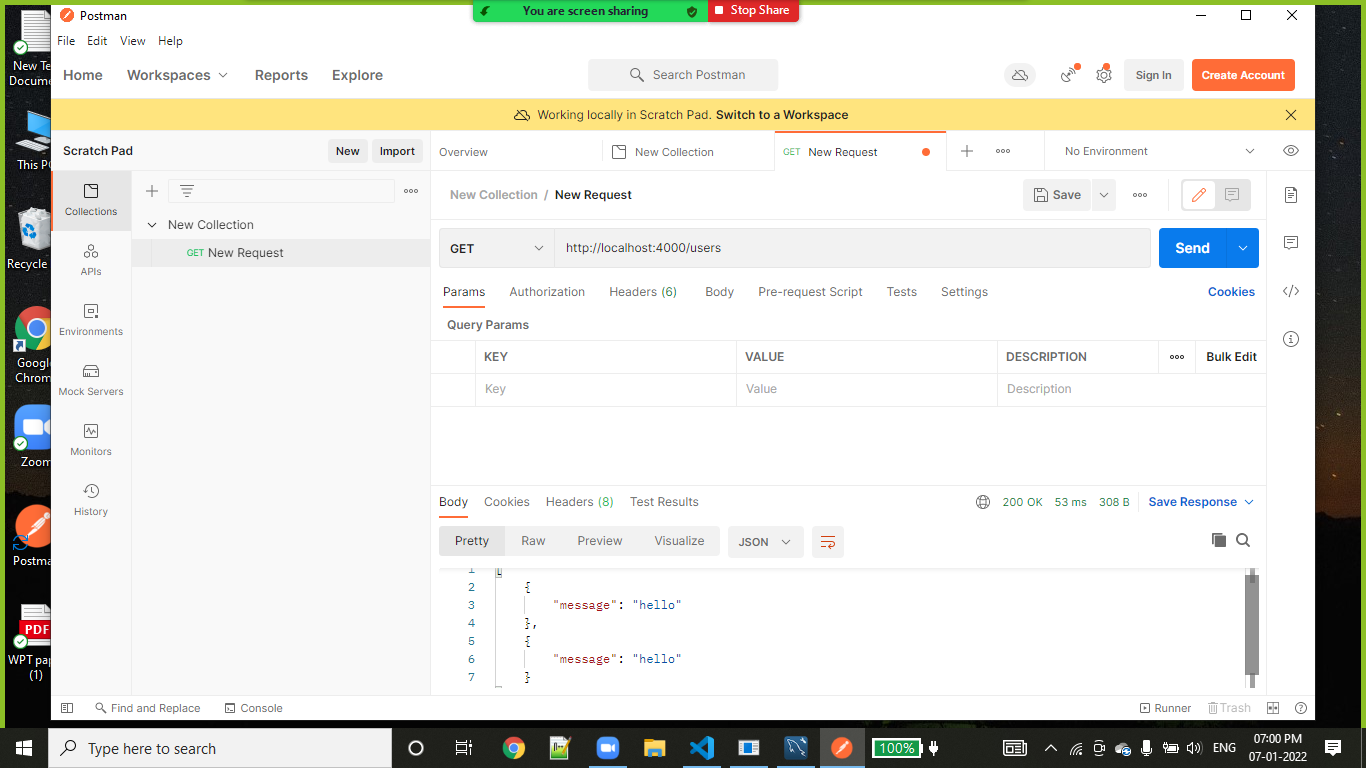 You are screen sharing
Stop Share
Postman
File Edit View Help
Home Workspaces Reports Explore
Search Postman
Sign In
Create Account
Working locally in Scratch Pad. Switch to a Workspace
Scratch Pad
New
Import
Overview
New Collection
GET New Request
No Environment
Collections
APIs
Environments
Mock Servers
Monitors
History
New Collection
GET New Request
New Collection / New Request
Save
GET
http://localhost:4000/users
Send
Params Authorization Headers (6) Body Pre-request Script Tests Settings
Cookies
Query Params
KEY VALUE DESCRIPTION
Bulk Edit
Key Value Description
Body Cookies Headers (8) Test Results
200 OK 53 ms 308 B
Save Response
Pretty Raw Preview Visualize
JSON
1 [
2 {
3 "message": "hello"
4 },
5 {
6 "message": "hello"
7 }
Find and Replace
Console
Runner
Trash
New Te
Docume
This PC
Recycle
Googl
Chrom
Zoom
Postma
PDF
WPT pap
(1)
Type here to search
100%
ENG
07:00 PM
07-01-2022